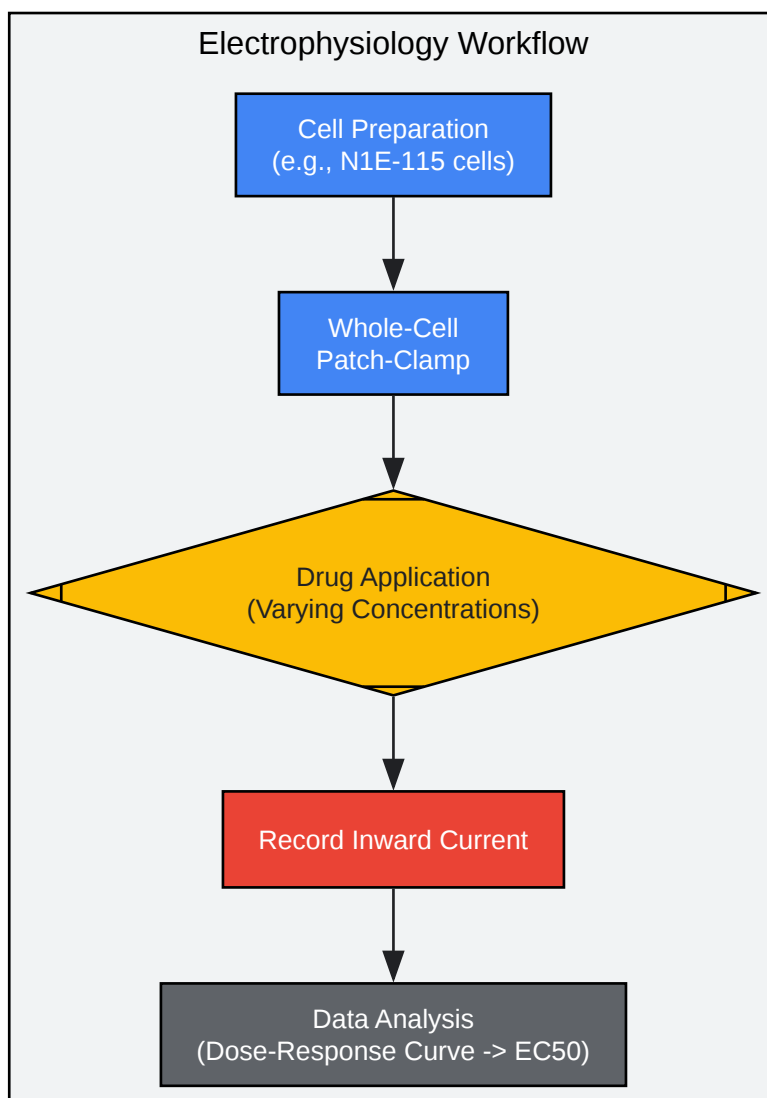 Electrophysiology Workflow
Cell Preparation
(e.g., N1E-115 cells)
Whole-Cell
Patch-Clamp
Drug Application
(Varying Concentrations)
Record Inward Current
Data Analysis
(Dose-Response Curve -> EC50)